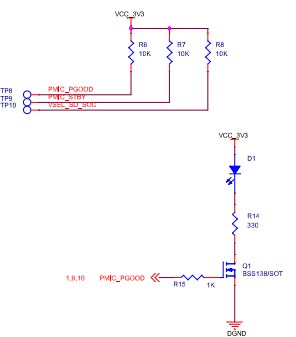 VCC_3V3
R6 R7 R8
10K 10K 10K
TP8 PMIC_PGOOD
TP9 PMIC_STBY
TP10 VSEL_SD_SOC
VCC_3V3
D1
R14
330
Q1
BSS138/SOT
1,9,10 PMIC_PGOOD
R15 1K
DGND